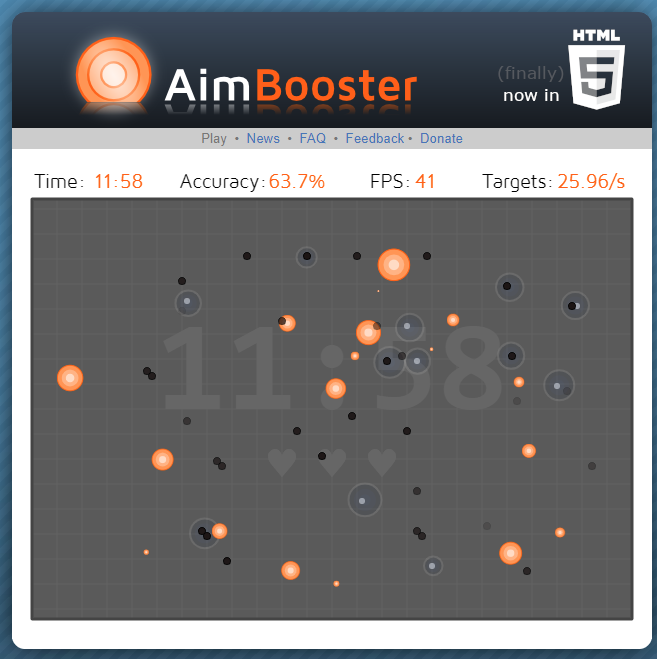 HTML
5
(finally)
now in
AimBooster
Play • News • FAQ • Feedback • Donate
Time: 11:58 Accuracy: 63.7% FPS: 41 Targets: 25.96/s
11:58